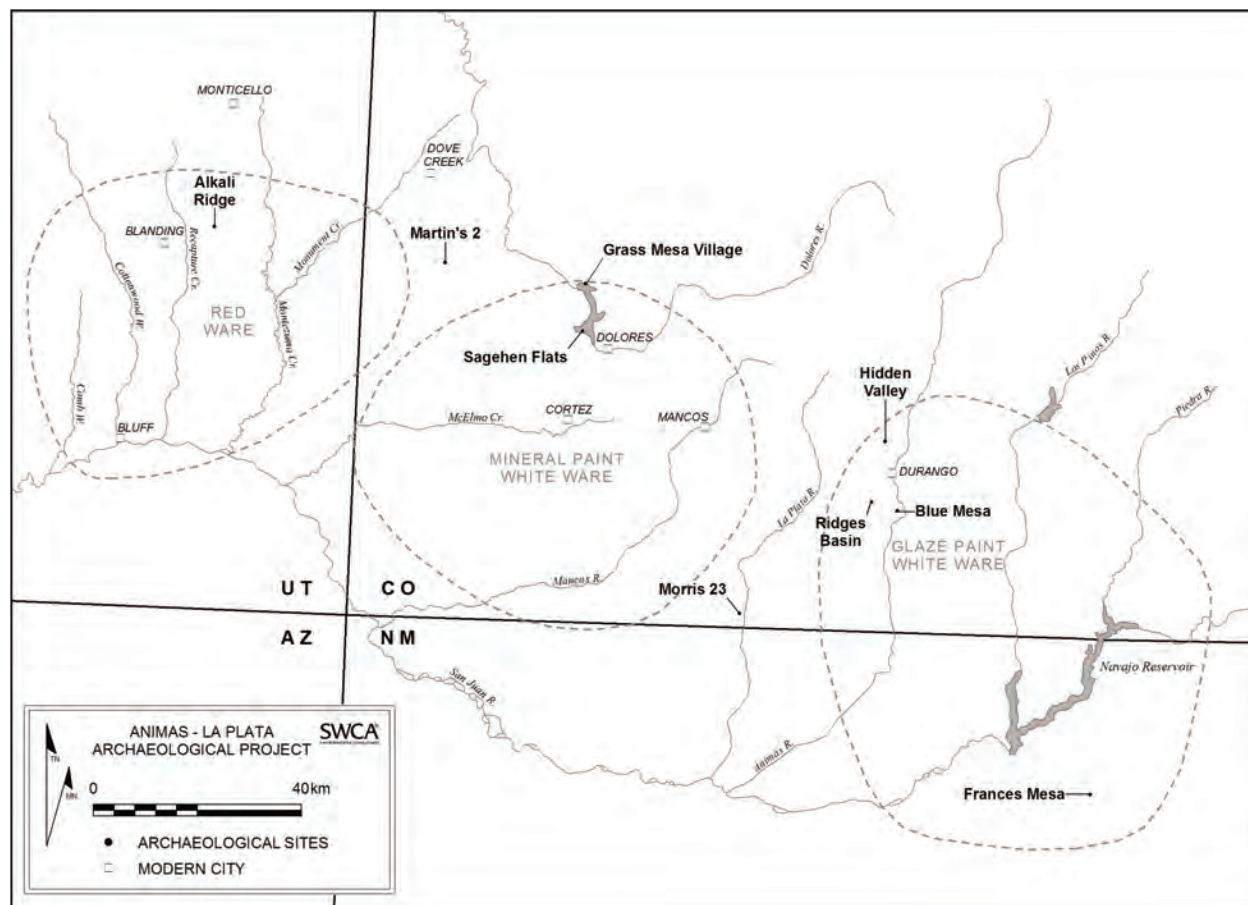 MONTICELLO
DOVE
CREEK
Alkali
Ridge
BLANDING
Recapture Cr.
Cottonwood W.
Monument Cr.
Martin's 2
Grass Mesa Village
Dolores R.
RED
WARE
Montezuma Cr.
Comb W.
BLUFF
DOLORES
Sagehen Flats
Hidden
Valley
Los Pinos R.
Piedra R.
McElmo Cr.
CORTEZ
MANCOS
MINERAL PAINT
WHITE WARE
DURANGO
La Plata R.
Ridges
Basin
Blue Mesa
GLAZE PAINT
WHITE WARE
Mancos R.
Morris 23
UT
CO
AZ
NM
San Juan R.
Navajo Reservoir
Animas R.
Frances Mesa
ANIMAS - LA PLATA
ARCHAEOLOGICAL PROJECT
SWCA
TN
MN
0
40km
ARCHAEOLOGICAL SITES
MODERN CITY